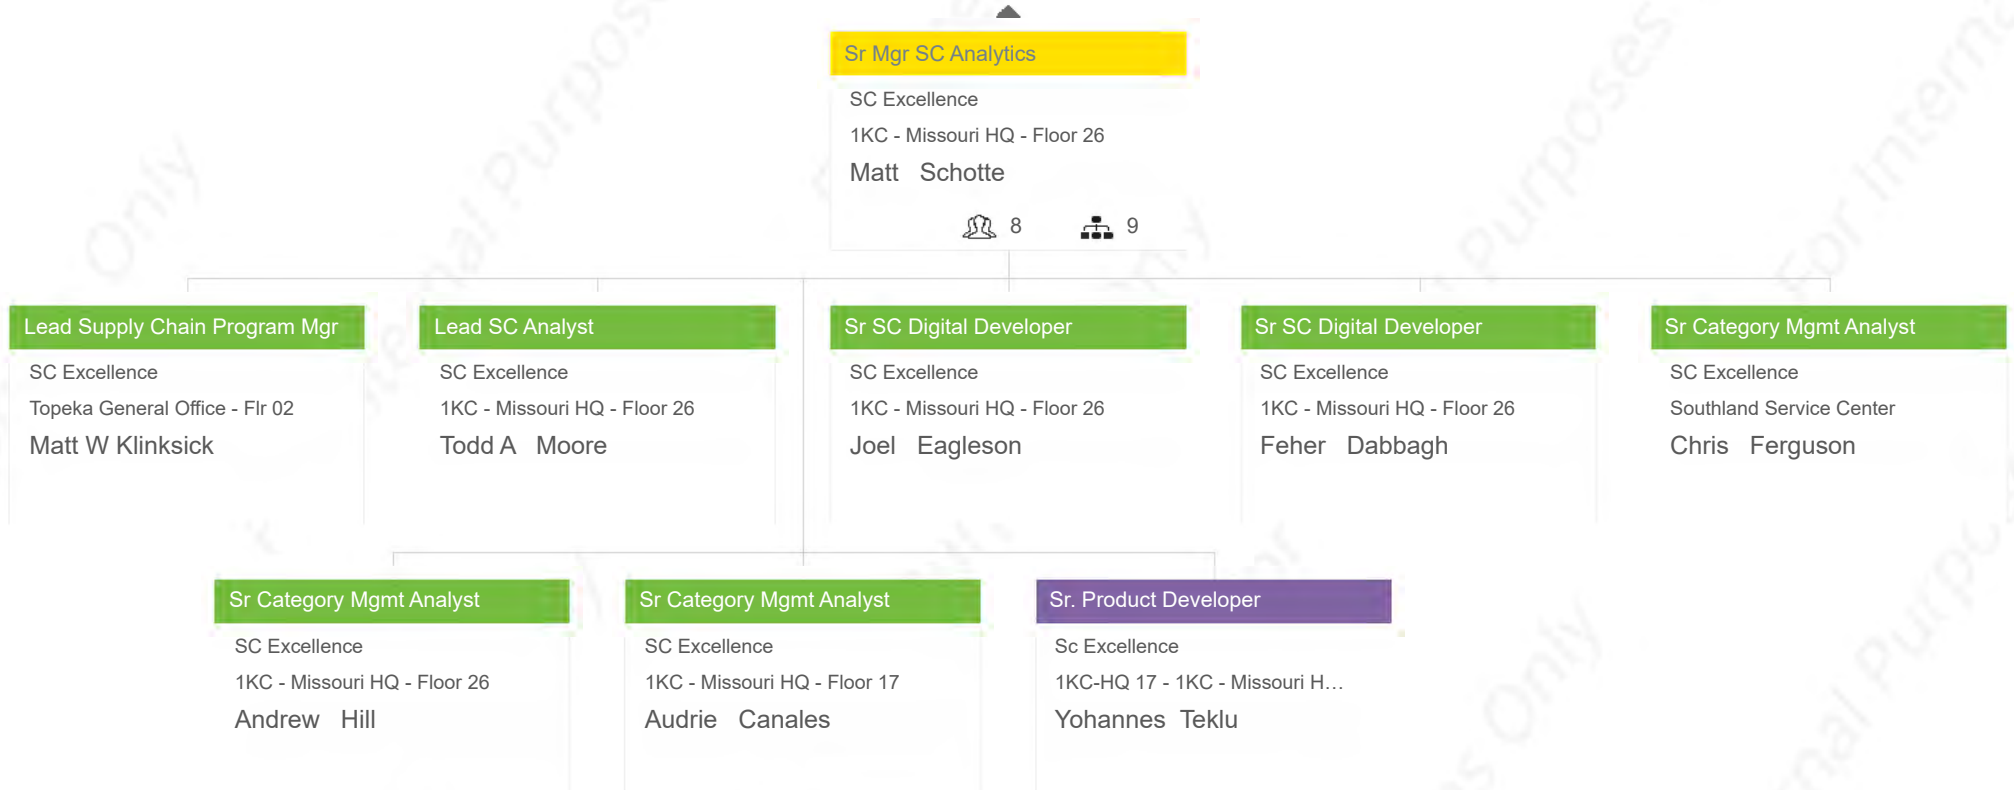 Sr Mgr SC Analytics
SC Excellence
1KC - Missouri HQ - Floor 26
Matt Schotte
8 9
Lead Supply Chain Program Mgr
SC Excellence
Topeka General Office - Flr 02
Matt W Klinksick
Lead SC Analyst
SC Excellence
1KC - Missouri HQ - Floor 26
Todd A Moore
Sr SC Digital Developer
SC Excellence
1KC - Missouri HQ - Floor 26
Joel Eagleson
Sr SC Digital Developer
SC Excellence
1KC - Missouri HQ - Floor 26
Feher Dabbagh
Sr Category Mgmt Analyst
SC Excellence
Southland Service Center
Chris Ferguson
Sr Category Mgmt Analyst
SC Excellence
1KC - Missouri HQ - Floor 26
Andrew Hill
Sr Category Mgmt Analyst
SC Excellence
1KC - Missouri HQ - Floor 17
Audrie Canales
Sr. Product Developer
Sc Excellence
1KC-HQ 17 - 1KC - Missouri H…
Yohannes Teklu